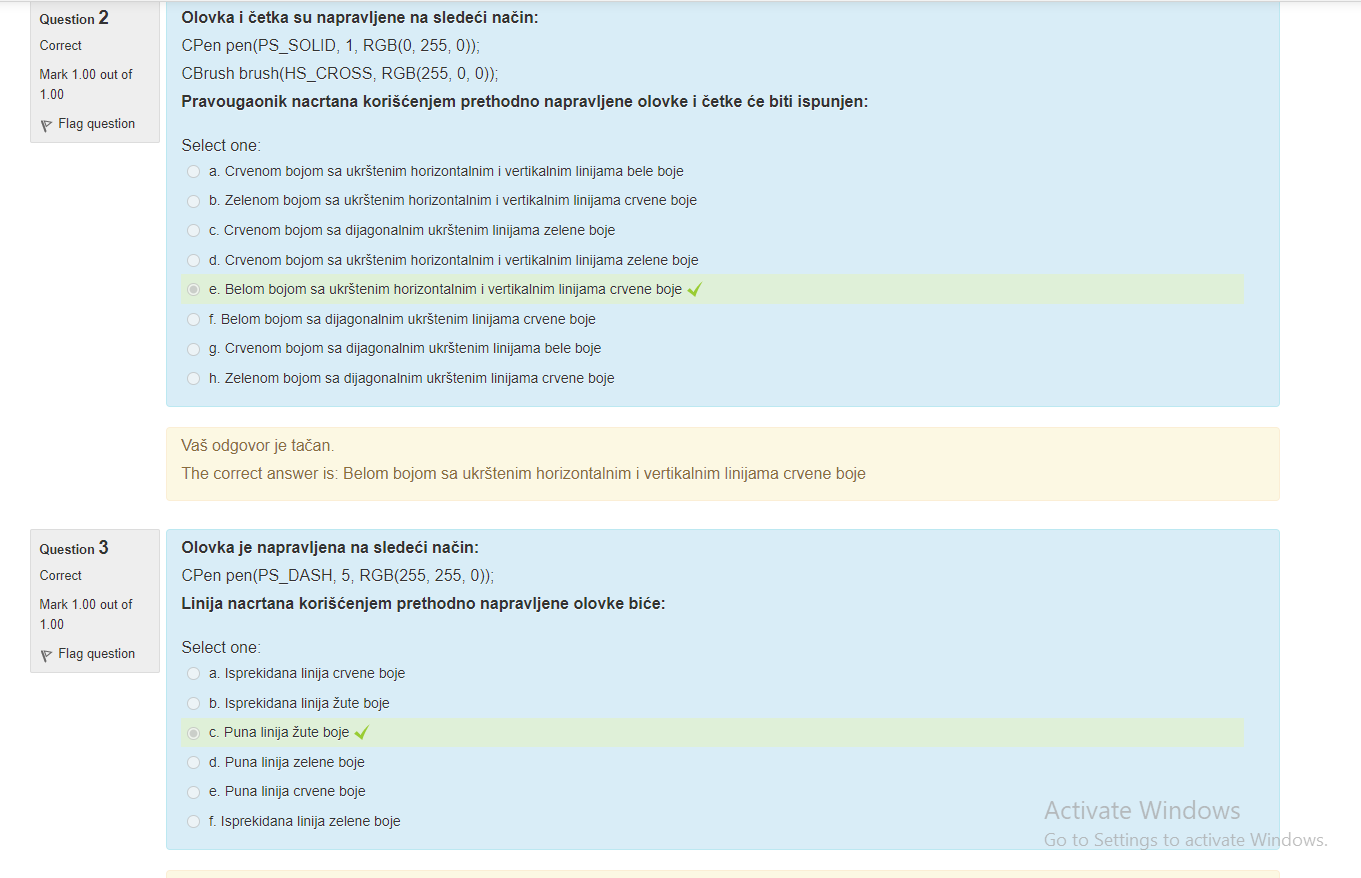 Question 2
Correct
Mark 1.00 out of
1.00
Flag question
Olovka i četka su napravljene na sledeći način:
CPen pen(PS_SOLID, 1, RGB(0, 255, 0));
CBrush brush(HS_CROSS, RGB(255, 0, 0));
Pravougaonik nacrtana korišćenjem prethodno napravljene olovke i četke će biti ispunjen:
Select one:
a. Crvenom bojom sa ukrštenim horizontalnim i vertikalnim linijama bele boje
b. Zelenom bojom sa ukrštenim horizontalnim i vertikalnim linijama crvene boje
c. Crvenom bojom sa dijagonalnim ukrštenim linijama zelene boje
d. Crvenom bojom sa ukrštenim horizontalnim i vertikalnim linijama zelene boje
e. Belom bojom sa ukrštenim horizontalnim i vertikalnim linijama crvene boje
f. Belom bojom sa dijagonalnim ukrštenim linijama crvene boje
g. Crvenom bojom sa dijagonalnim ukrštenim linijama bele boje
h. Zelenom bojom sa dijagonalnim ukrštenim linijama crvene boje
Vaš odgovor je tačan.
The correct answer is: Belom bojom sa ukrštenim horizontalnim i vertikalnim linijama crvene boje
Question 3
Correct
Mark 1.00 out of
1.00
Flag question
Olovka je napravljena na sledeći način:
CPen pen(PS_DASH, 5, RGB(255, 255, 0));
Linija nacrtana korišćenjem prethodno napravljene olovke biće:
Select one:
a. Isprekidana linija crvene boje
b. Isprekidana linija žute boje
c. Puna linija žute boje
d. Puna linija zelene boje
e. Puna linija crvene boje
f. Isprekidana linija zelene boje
Activate Windows
Go to Settings to activate Windows.